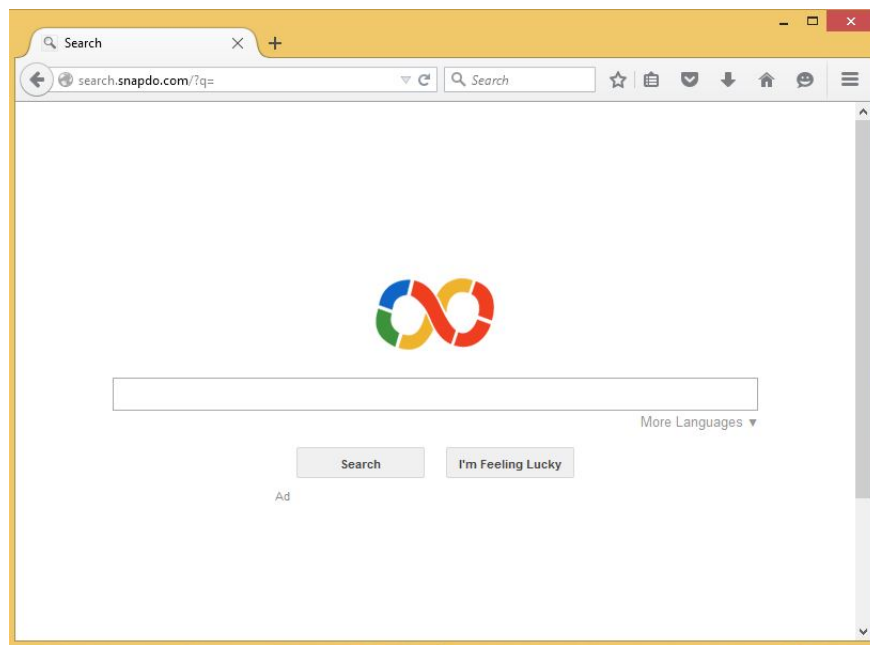 Search
search.snapdo.com/?q=
Search
More Languages ▼
Search
I'm Feeling Lucky
Ad